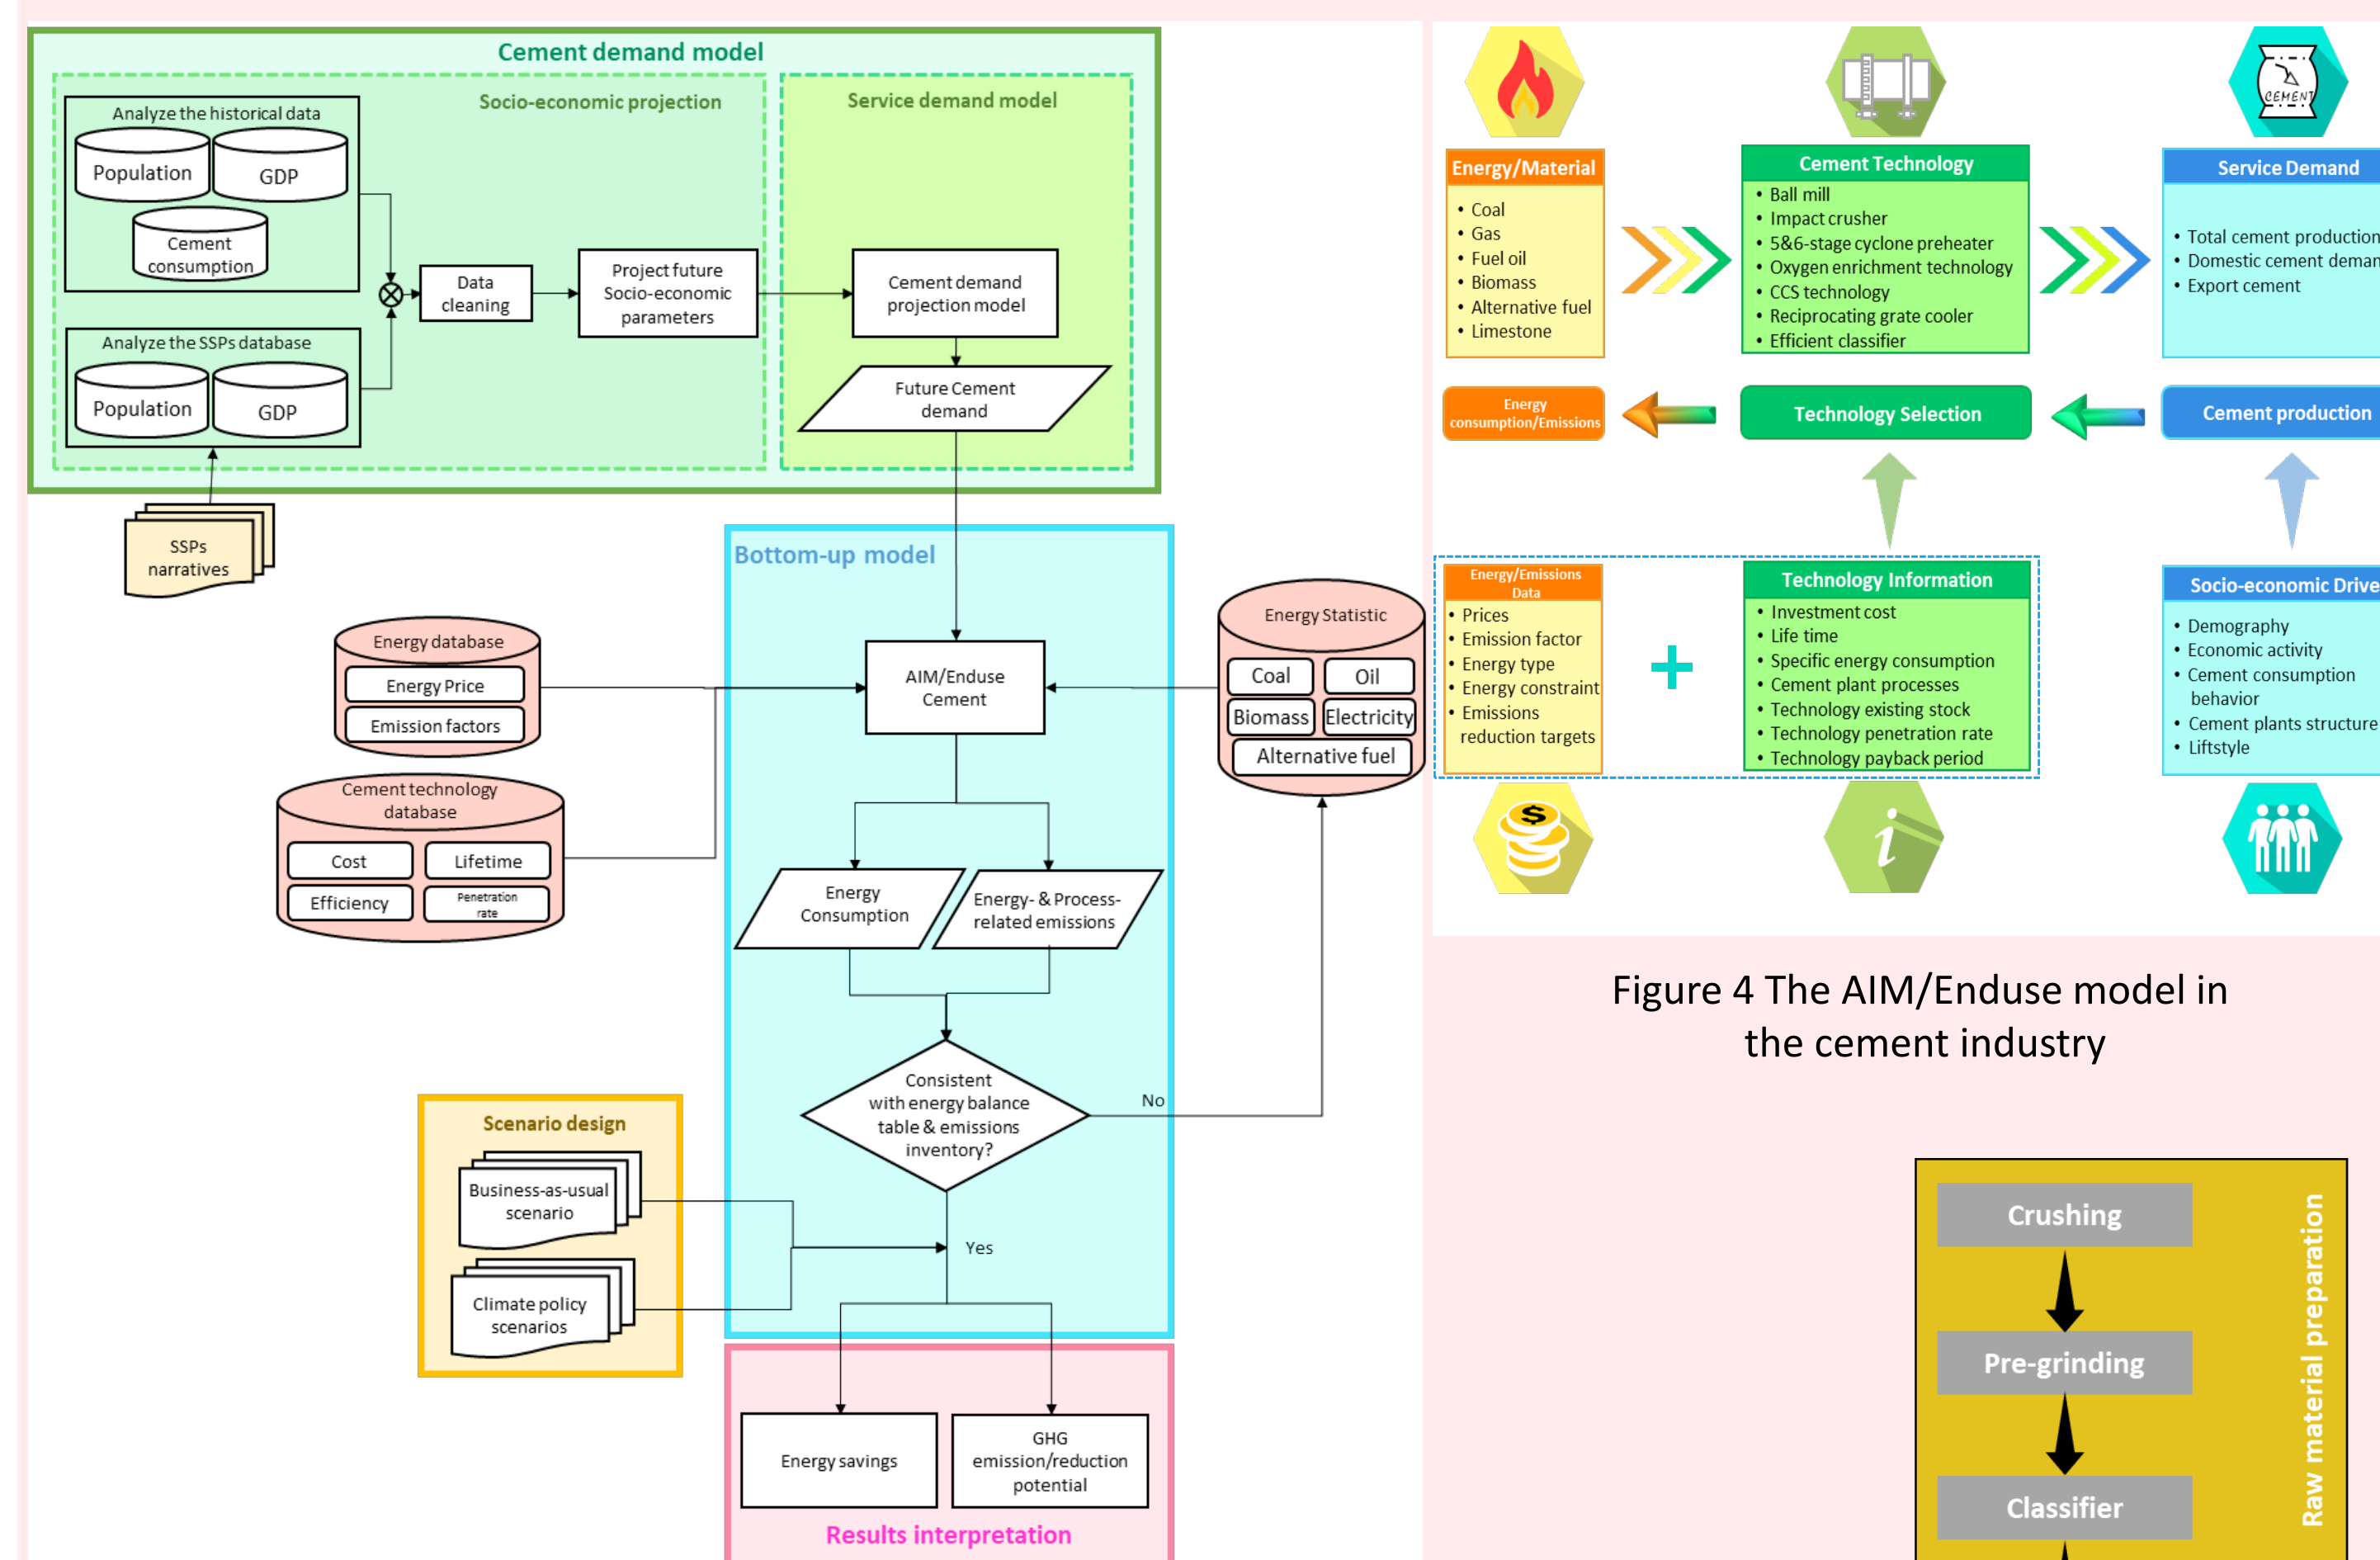 Cement demand model
Socio-economic projection
Service demand model
Analyze the historical data
Population
GDP
Cement
consumption
Data
cleaning
Project future
Socio-economic
parameters
Cement demand
projection model
Analyze the SSPs database
Population
GDP
Future Cement
demand
SSPs
narratives
Bottom-up model
Energy database
Energy Price
Emission factors
AIM/Enduse
Cement
Energy Statistic
Coal
Oil
Biomass
Electricity
Alternative fuel
Cement technology
database
Cost
Lifetime
Efficiency
Penetration
rate
Energy
Consumption
Energy- & Process-
related emissions
Consistent
with energy balance
table & emissions
inventory?
No
Yes
Scenario design
Business-as-usual
scenario
Climate policy
scenarios
Energy savings
GHG
emission/reduction
potential
Results interpretation
CEMENT
Energy/Material
• Coal
• Gas
• Fuel oil
• Biomass
• Alternative fuel
• Limestone
Cement Technology
• Ball mill
• Impact crusher
• 5&6-stage cyclone preheater
• Oxygen enrichment technology
• CCS technology
• Reciprocating grate cooler
• Efficient classifier
Service Demand
• Total cement production
• Domestic cement deman
• Export cement
Energy
consumption/Emissions
Technology Selection
Cement production
Energy/Emissions
Data
• Prices
• Emission factor
• Energy type
• Energy constraint
• Emissions
reduction targets
Technology Information
• Investment cost
• Life time
• Specific energy consumption
• Cement plant processes
• Technology existing stock
• Technology penetration rate
• Technology payback period
Socio-economic Drive
• Demography
• Economic activity
• Cement consumption
behavior
• Cement plants structure
• Liftstyle
$
i
Figure 4 The AIM/Enduse model in
the cement industry
Crushing
Pre-grinding
Classifier
Raw material preparation